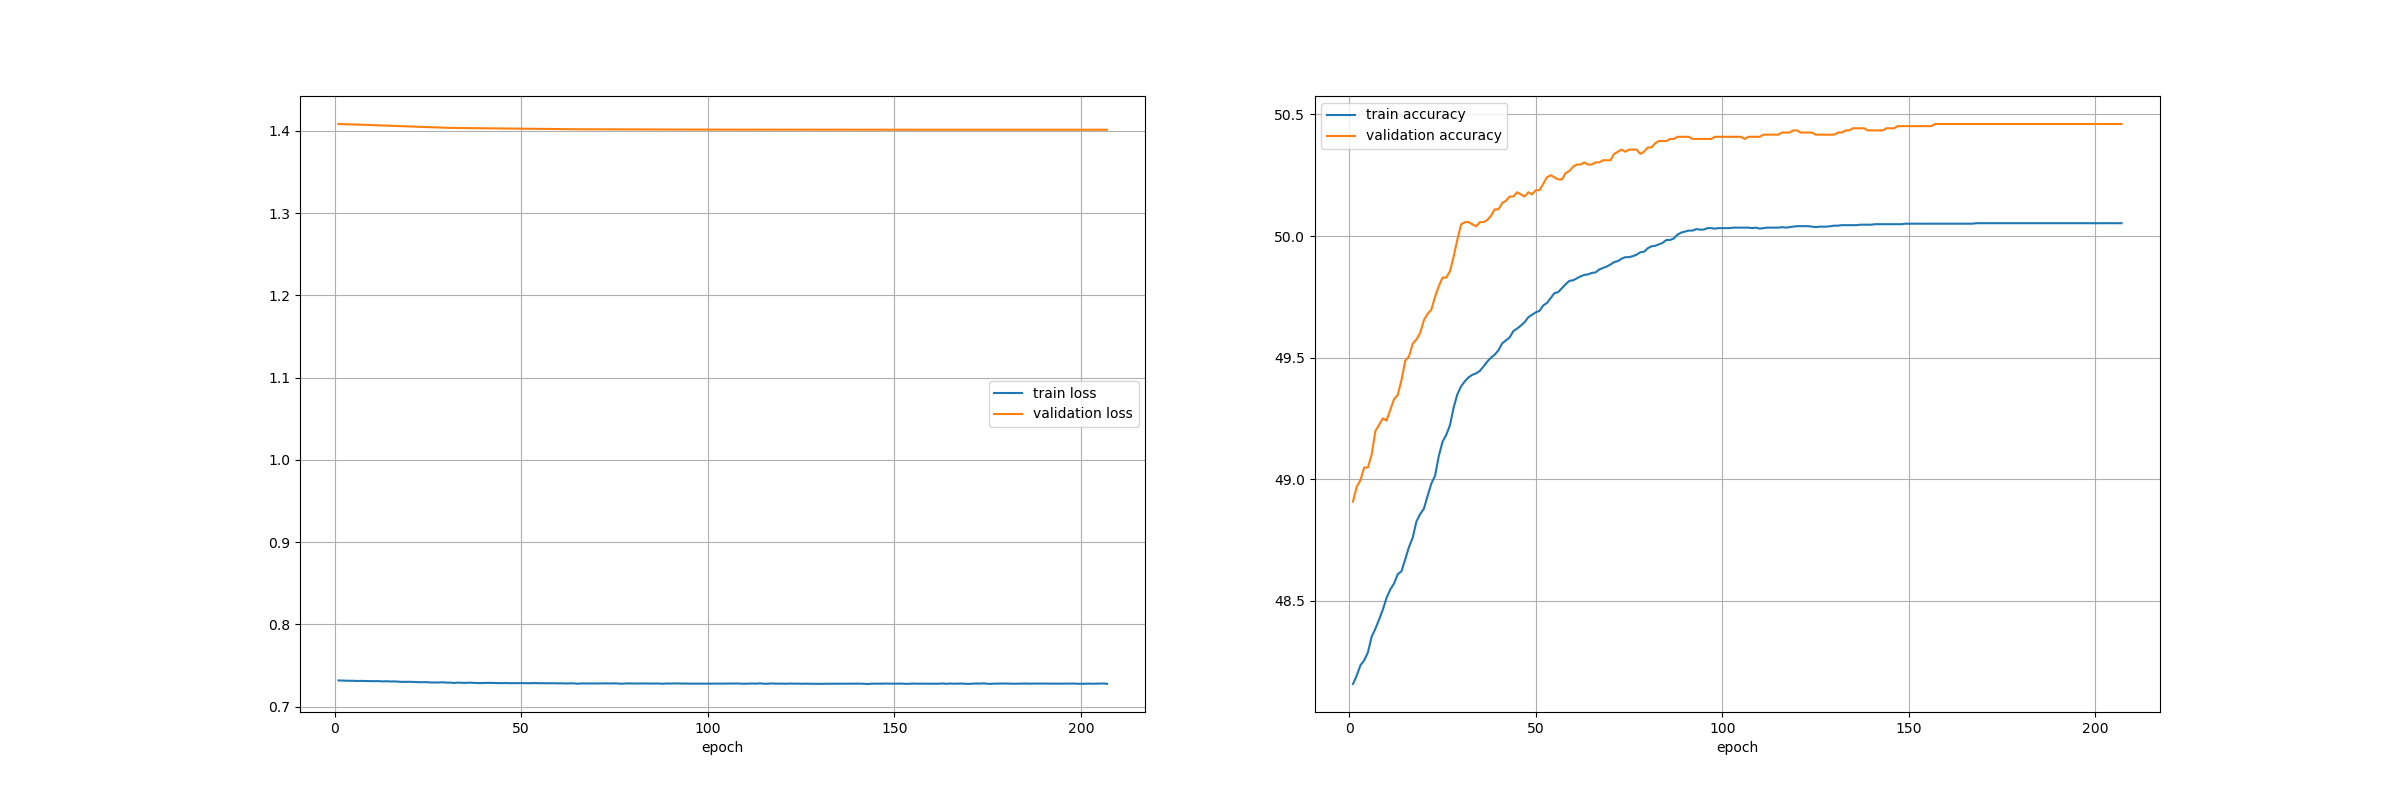 1.4
1.3
1.2
1.1
1.0
0.9
0.8
0.7
0 50 100 150 200
epoch
train loss
validation loss
50.5
50.0
49.5
49.0
48.5
0 50 100 150 200
epoch
train accuracy
validation accuracy